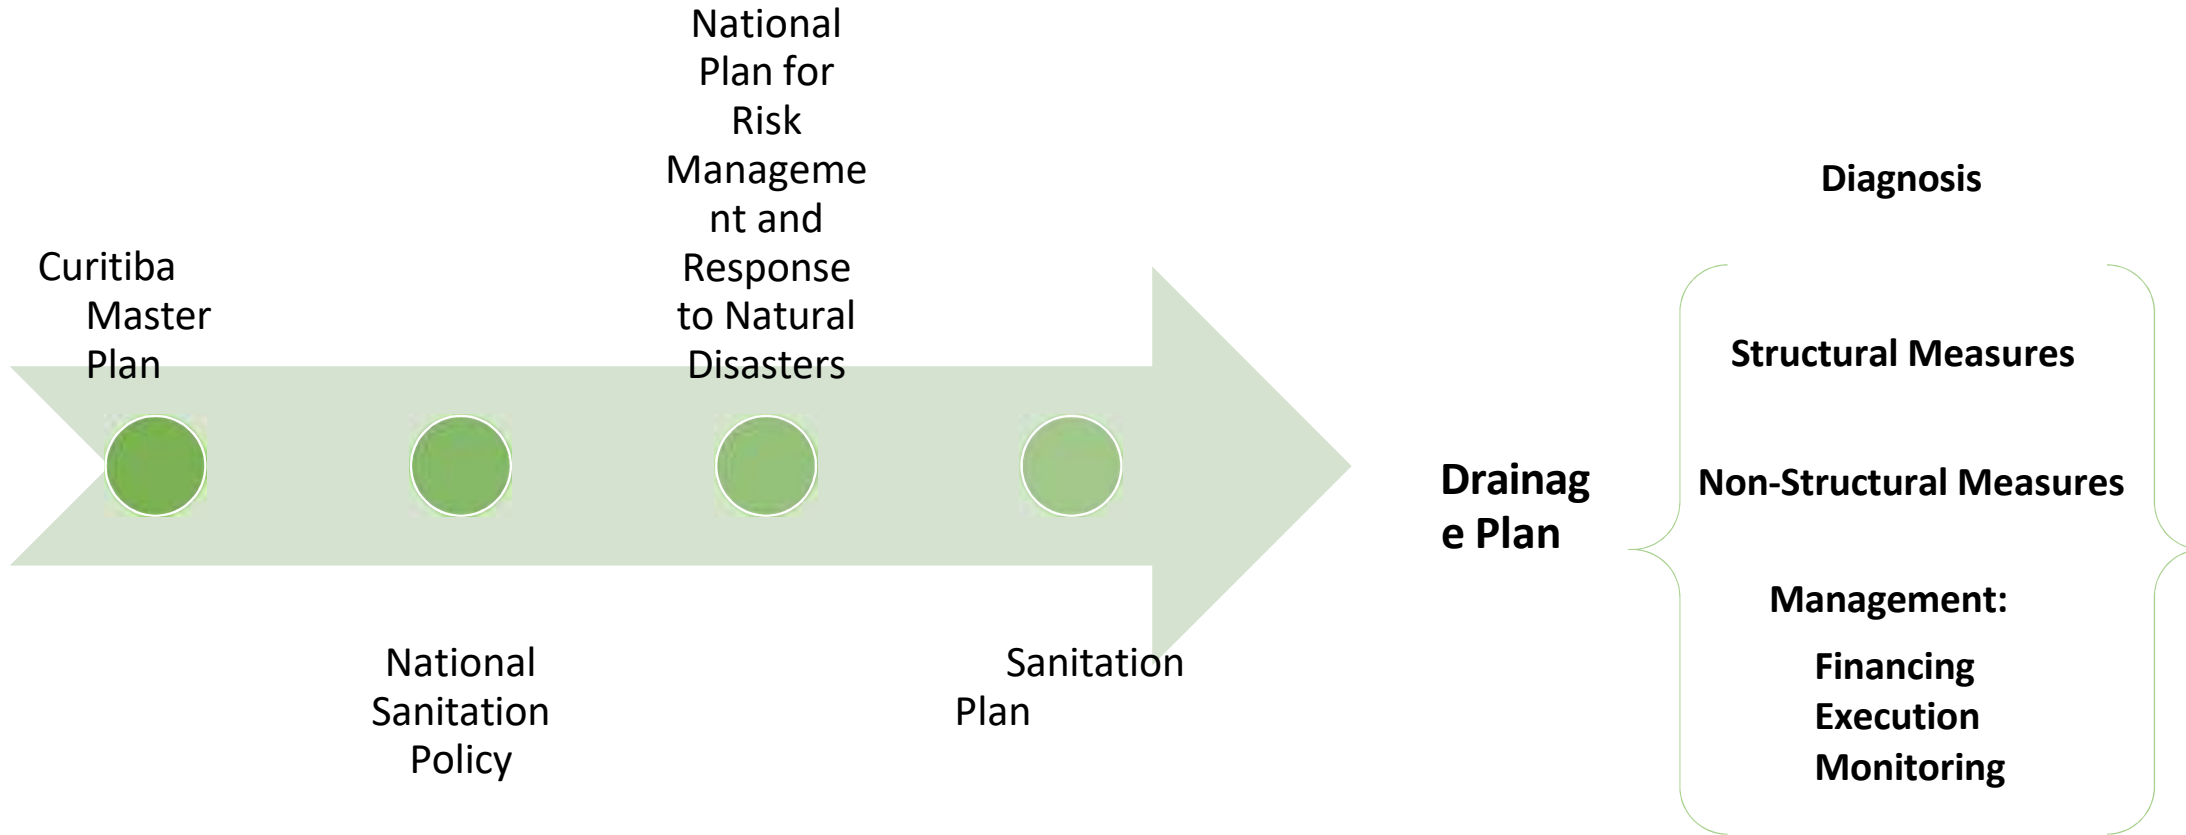 Curitiba
Master
Plan
National
Sanitation
Policy
National
Plan for
Risk
Manageme
nt and
Response
to Natural
Disasters
Sanitation
Plan
Drainag
e Plan
Diagnosis
Structural Measures
Non-Structural Measures
Management:
Financing
Execution
Monitoring